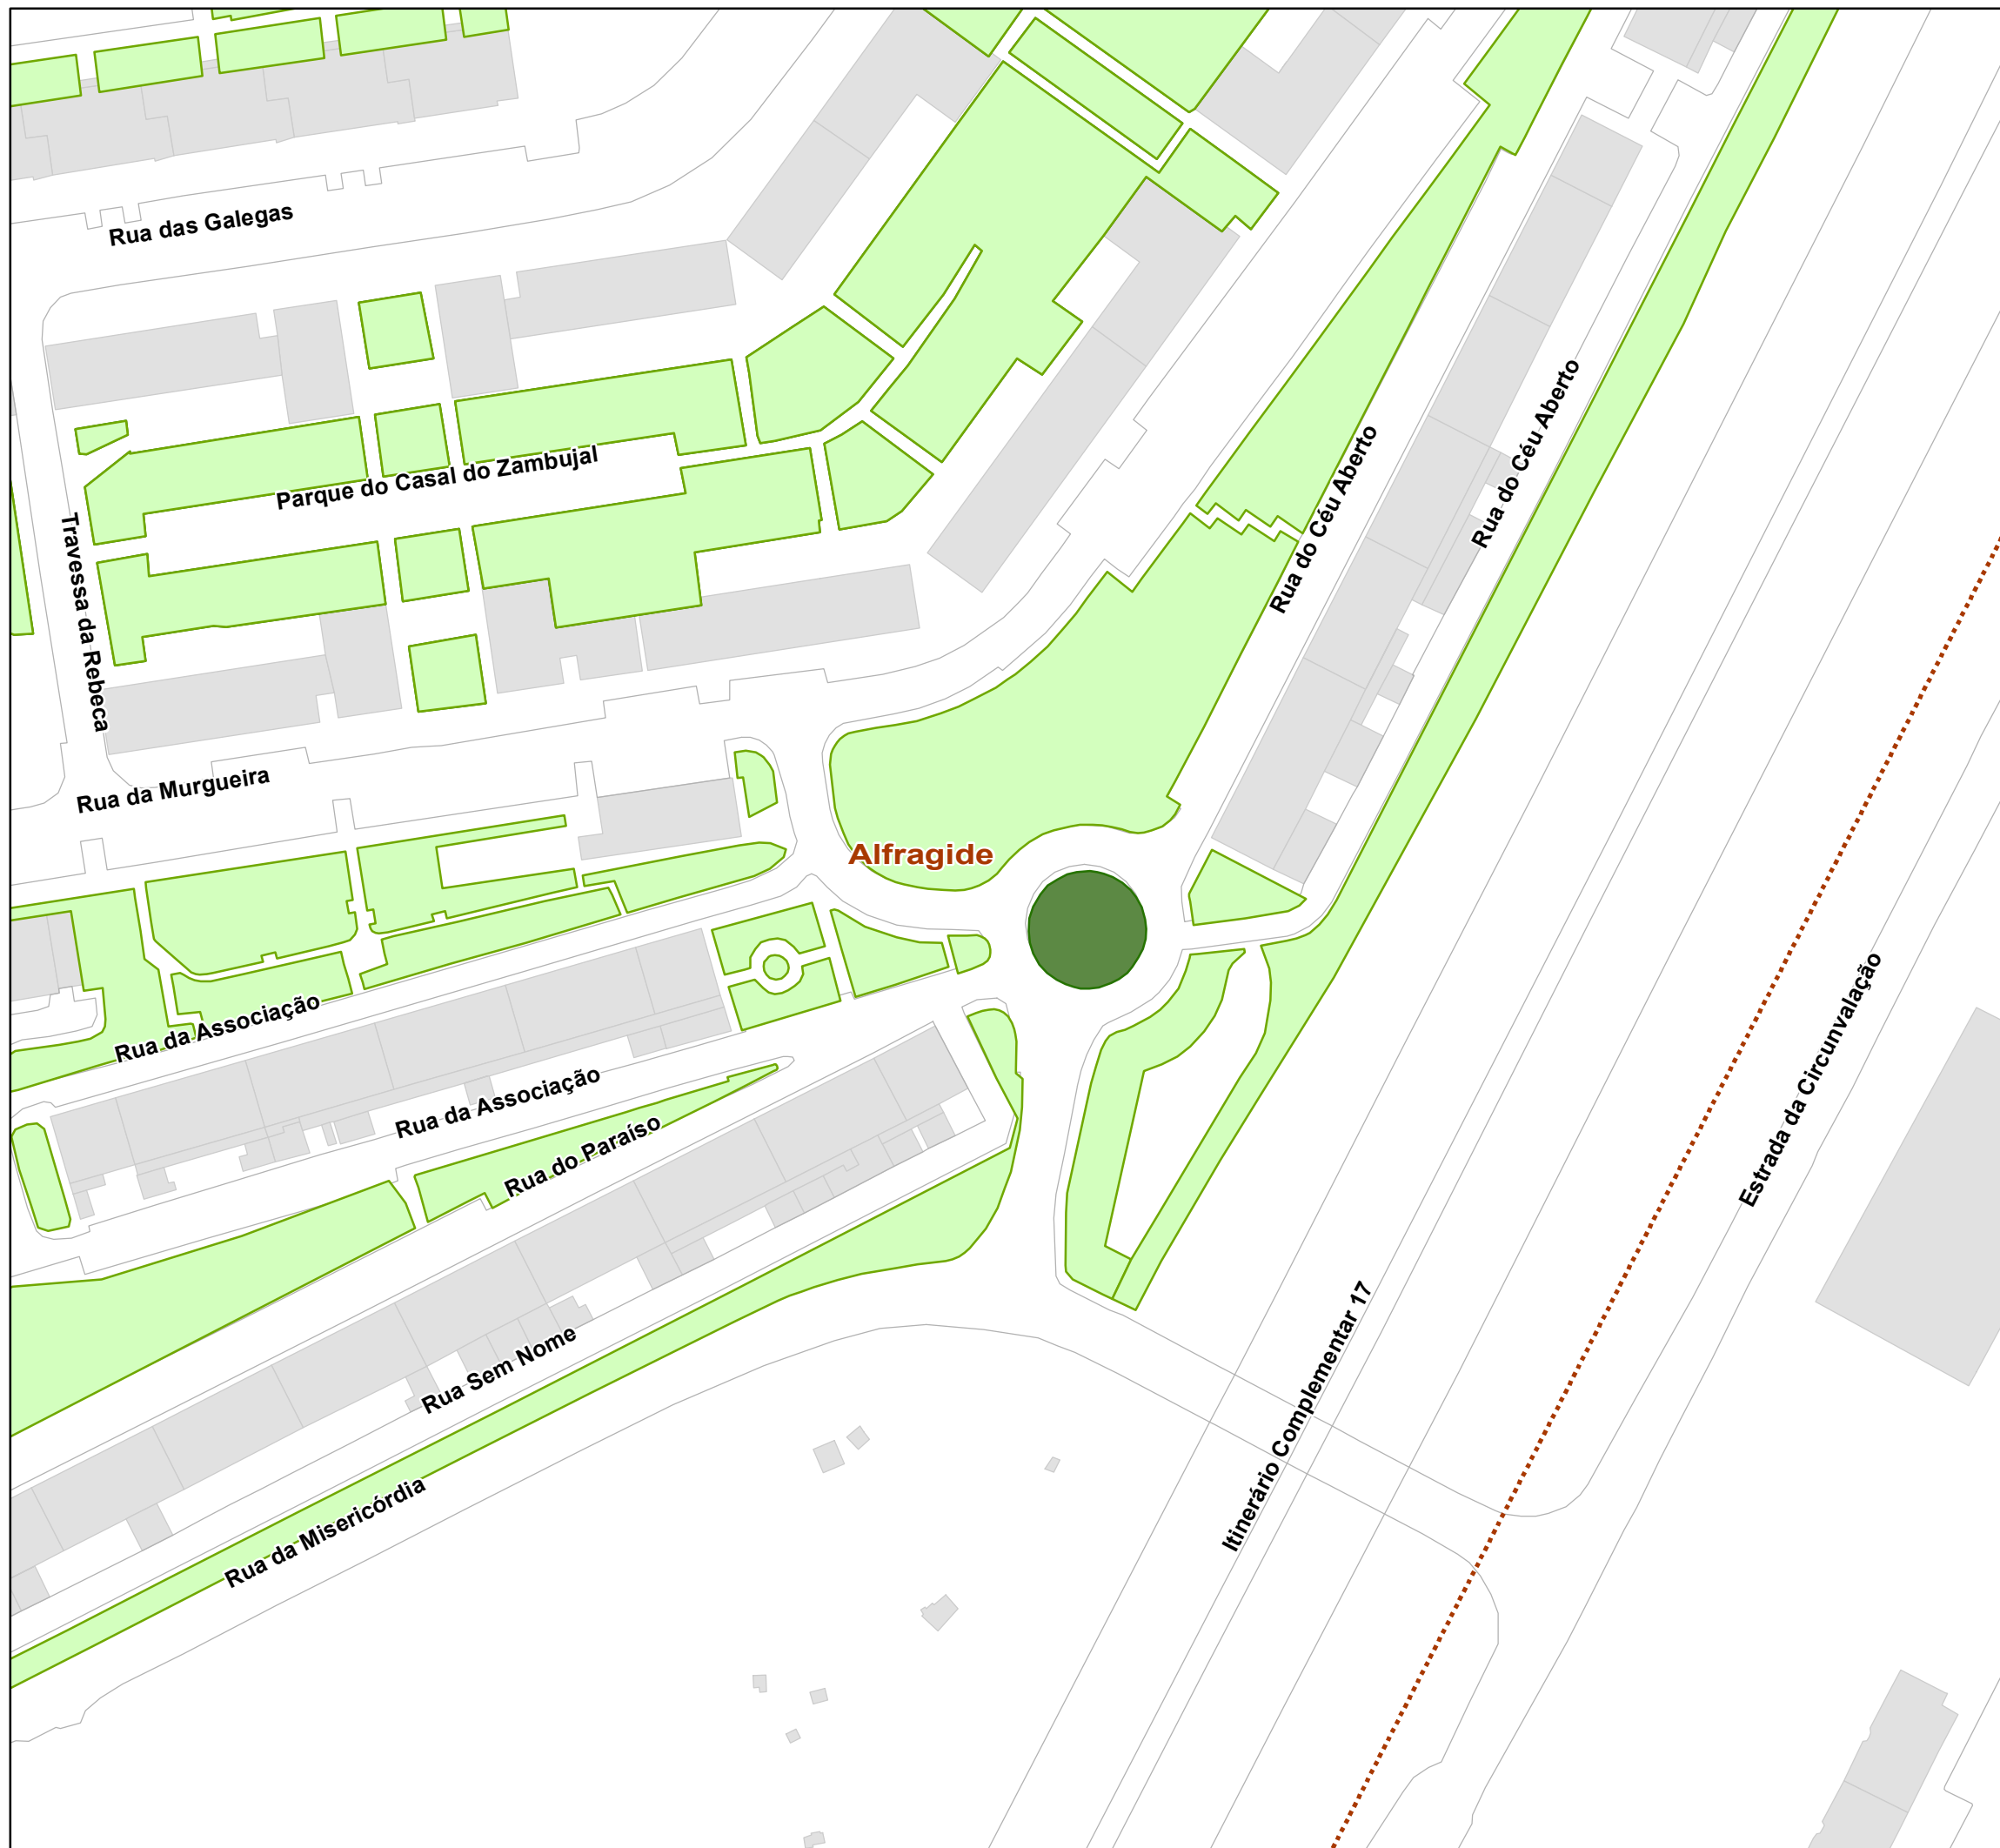 Rua das Galegas
Rua do Céu Aberto
Rua do Céu Aberto
Parque do Casal do Zambujal
Travessa da Rebeca
Rua da Murgueira
Alfragide
Rua da Associação
Estrada da Circunvalação
Rua da Associação
Rua do Paraíso
Rua Sem Nome
Itinerário Complementar 17
Rua da Misericórdia